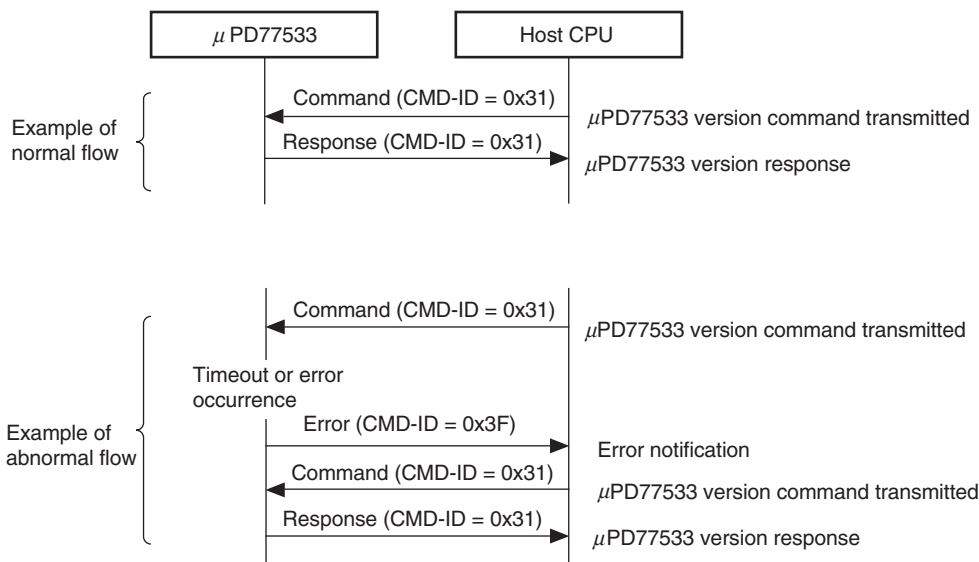 μ PD77533
Host CPU
Command (CMD-ID = 0x31)
μPD77533 version command transmitted
Example of
normal flow
Response (CMD-ID = 0x31)
μPD77533 version response
Command (CMD-ID = 0x31)
μPD77533 version command transmitted
Timeout or error
occurrence
Example of
abnormal flow
Error (CMD-ID = 0x3F)
Error notification
Command (CMD-ID = 0x31)
μPD77533 version command transmitted
Response (CMD-ID = 0x31)
μPD77533 version response